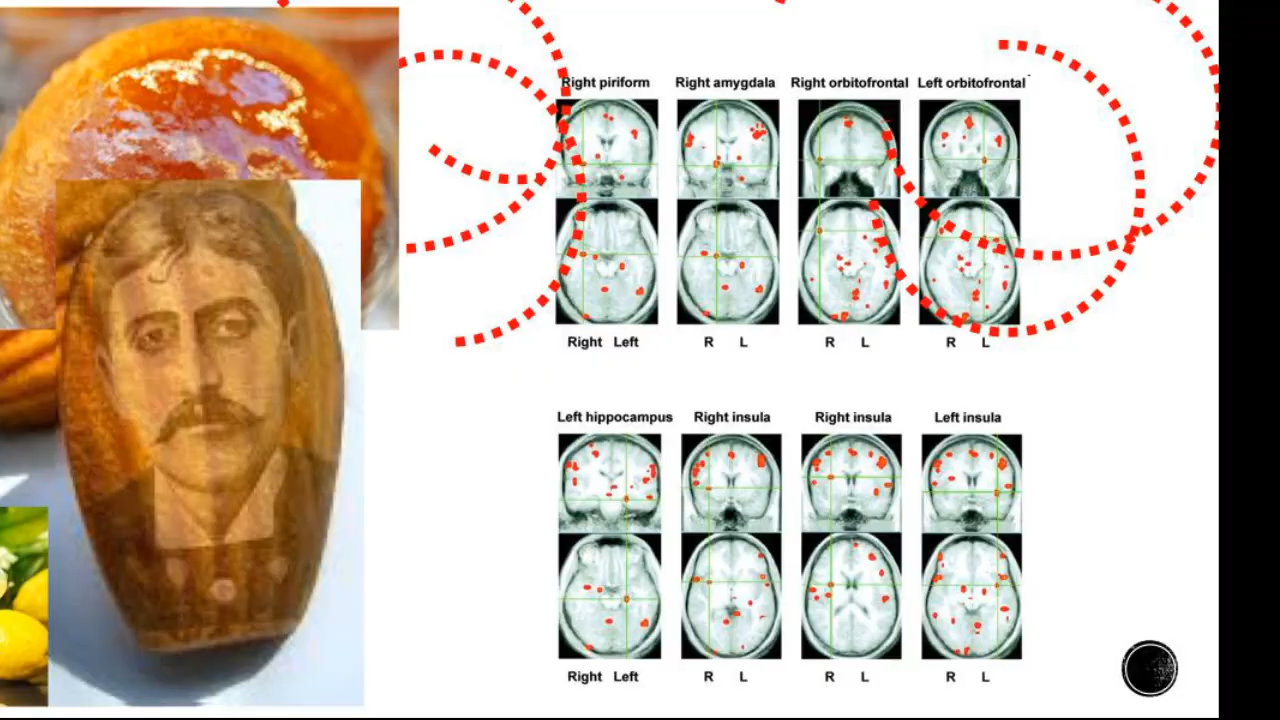 Right piriform Right amygdala Right orbitofrontal Left orbitofrontal
Right Left R L R L R L
Left hippocampus Right insula Right insula Left insula
Right Left R L R L R L